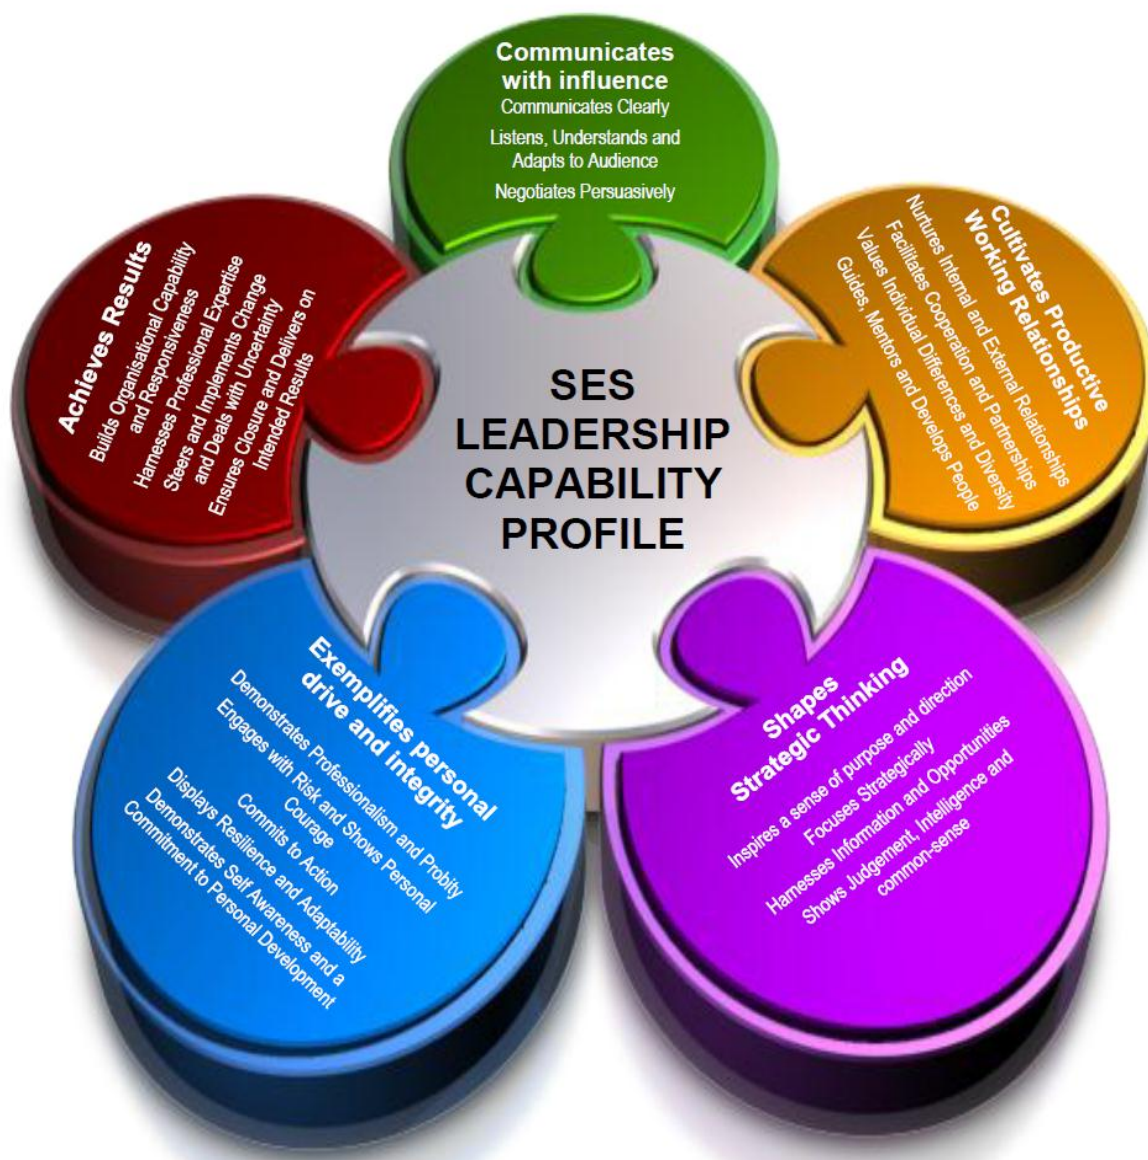 Communicates
with influence
Communicates Clearly
Listens, Understands and
Adapts to Audience
Negotiates Persuasively
Cultivates Productive
Working Relationships
Nurtures Internal and External Relationships
Facilitates Cooperation and Partnerships
Values Individual Differences and Diversity
Guides, Mentors and Develops People
Achieves Results
Builds Organisational Capability
and Responsiveness
Harnesses Professional Expertise
Steers and Implements Change
and Deals with Uncertainty
Ensures Closure and Delivers on
Intended Results
SES
LEADERSHIP
CAPABILITY
PROFILE
Exemplifies personal
drive and integrity
Demonstrates Professionalism and Probity
Engages with Risk and Shows Personal
Courage
Commits to Action
Displays Resilience and Adaptability
Demonstrates Self Awareness and a
Commitment to Personal Development
Shapes
Strategic Thinking
Inspires a sense of purpose and direction
Focuses Strategically
Harnesses Information and Opportunities
Shows Judgement, Intelligence and
common-sense